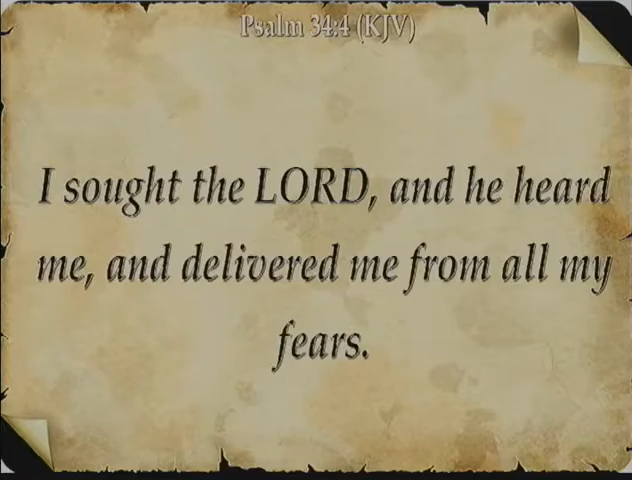 Psalm 34:4 (KJV)
I sought the LORD, and he heard
me, and delivered me from all my
fears.